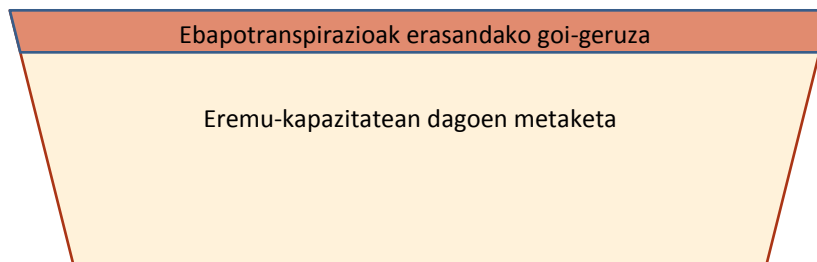 Ebapotranspirazioak erasandako goi-geruza
Eremu-kapazitatean dagoen metaketa